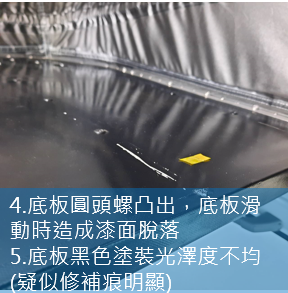 4.底板圓頭螺凸出，底板滑
動時造成漆面脫落
5.底板黑色塗裝光澤度不均
(疑似修補痕明顯)